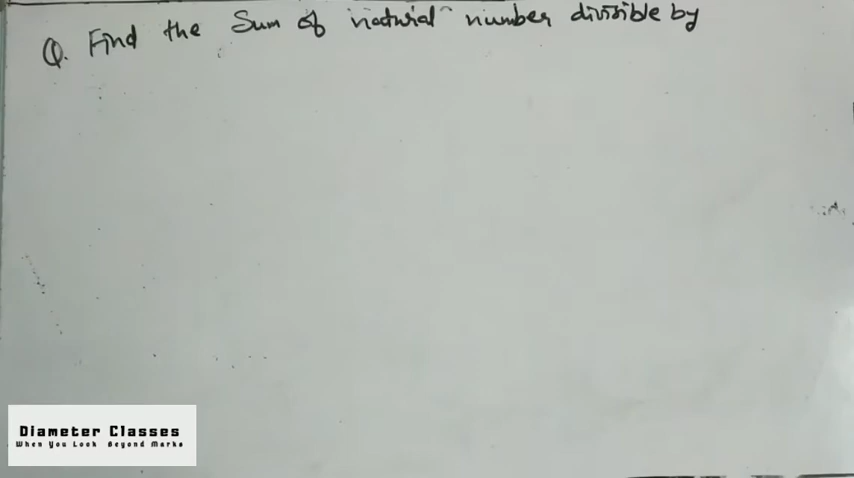 Q. Find the Sum of natural number divisible by
Diameter Classes
When You Look Beyond Marks